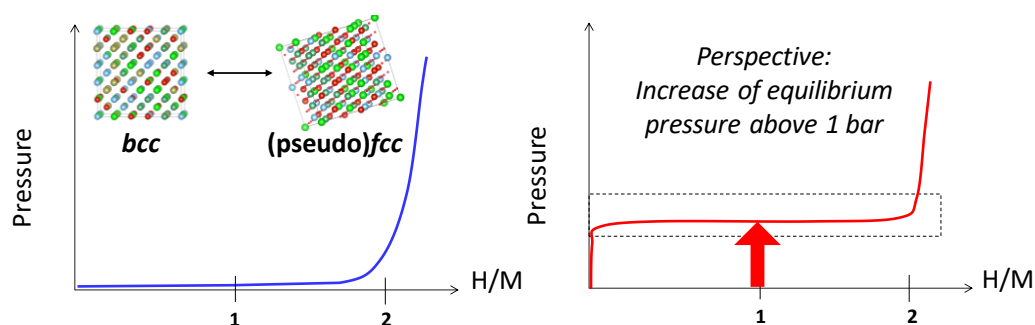 bcc
(pseudo)fcc
Pressure
H/M
1
2
Perspective:
Increase of equilibrium
pressure above 1 bar
Pressure
H/M
1
2